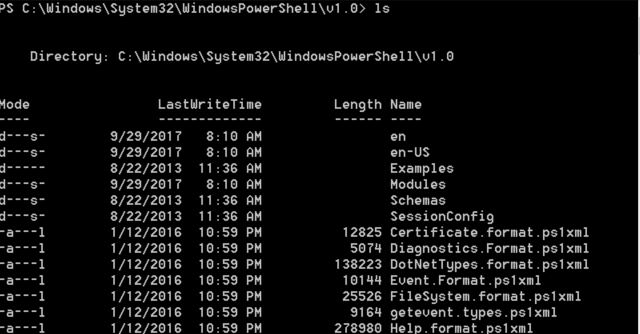 PS C:\Windows\System32\WindowsPowerShell\v1.0> ls
Directory: C:\Windows\System32\WindowsPowerShell\v1.0
Mode LastWriteTime Length Name
---- ------------- ------ ----
d---s- 9/29/2017 8:10 AM en
d---s- 9/29/2017 8:10 AM en-US
d----- 8/22/2013 11:36 AM Examples
d---s- 9/29/2017 8:10 AM Modules
d---s- 8/22/2013 11:36 AM Schemas
d---s- 8/22/2013 11:36 AM SessionConfig
-a---l 1/12/2016 10:59 PM 12825 Certificate.format.ps1xml
-a---l 1/12/2016 10:59 PM 5074 Diagnostics.Format.ps1xml
-a---l 1/12/2016 10:59 PM 138223 DotNetTypes.format.ps1xml
-a---l 1/12/2016 10:59 PM 10144 Event.Format.ps1xml
-a---l 1/12/2016 10:59 PM 25526 FileSystem.format.ps1xml
-a---l 1/12/2016 10:59 PM 9164 getevent.types.ps1xml
-a---l 1/12/2016 10:59 PM 278980 Help.format.ps1xml